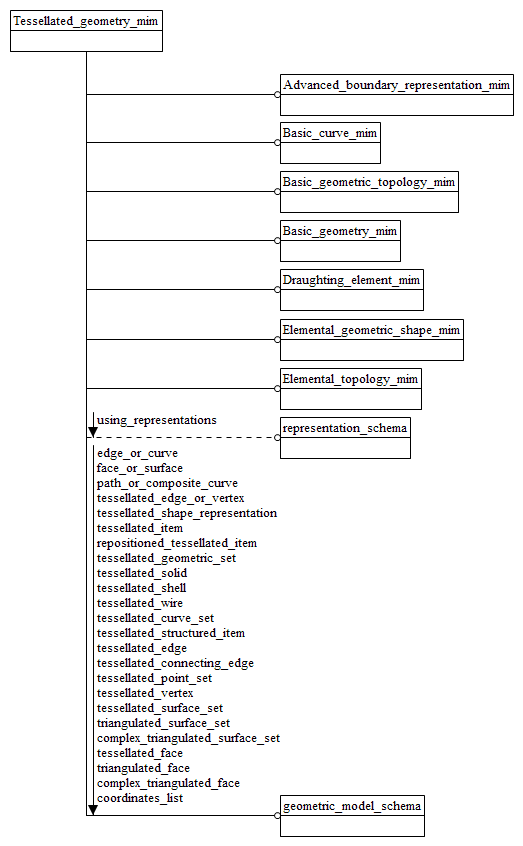 Tessellated_geometry_mim
Advanced_boundary_representation_mim
Basic_curve_mim
Basic_geometric_topology_mim
Basic_geometry_mim
Draughting_element_mim
Elemental_geometric_shape_mim
Elemental_topology_mim
using_representations
representation_schema
edge_or_curve
face_or_surface
path_or_composite_curve
tessellated_edge_or_vertex
tessellated_shape_representation
tessellated_item
repositioned_tessellated_item
tessellated_geometric_set
tessellated_solid
tessellated_shell
tessellated_wire
tessellated_curve_set
tessellated_structured_item
tessellated_edge
tessellated_connecting_edge
tessellated_point_set
tessellated_vertex
tessellated_surface_set
triangulated_surface_set
complex_triangulated_surface_set
tessellated_face
triangulated_face
complex_triangulated_face
coordinates_list
geometric_model_schema